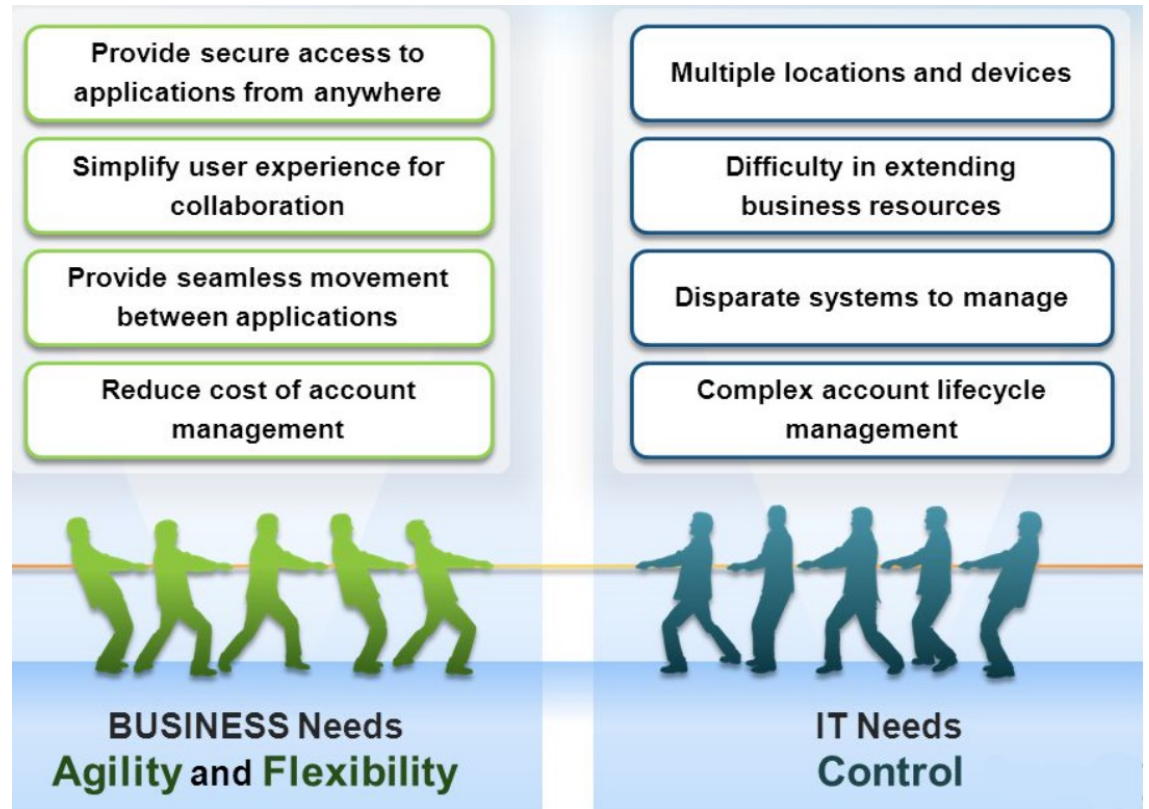 Provide secure access to
applications from anywhere
Simplify user experience for
collaboration
Provide seamless movement
between applications
Reduce cost of account
management
Multiple locations and devices
Difficulty in extending
business resources
Disparate systems to manage
Complex account lifecycle
management
BUSINESS Needs
Agility and Flexibility
IT Needs
Control